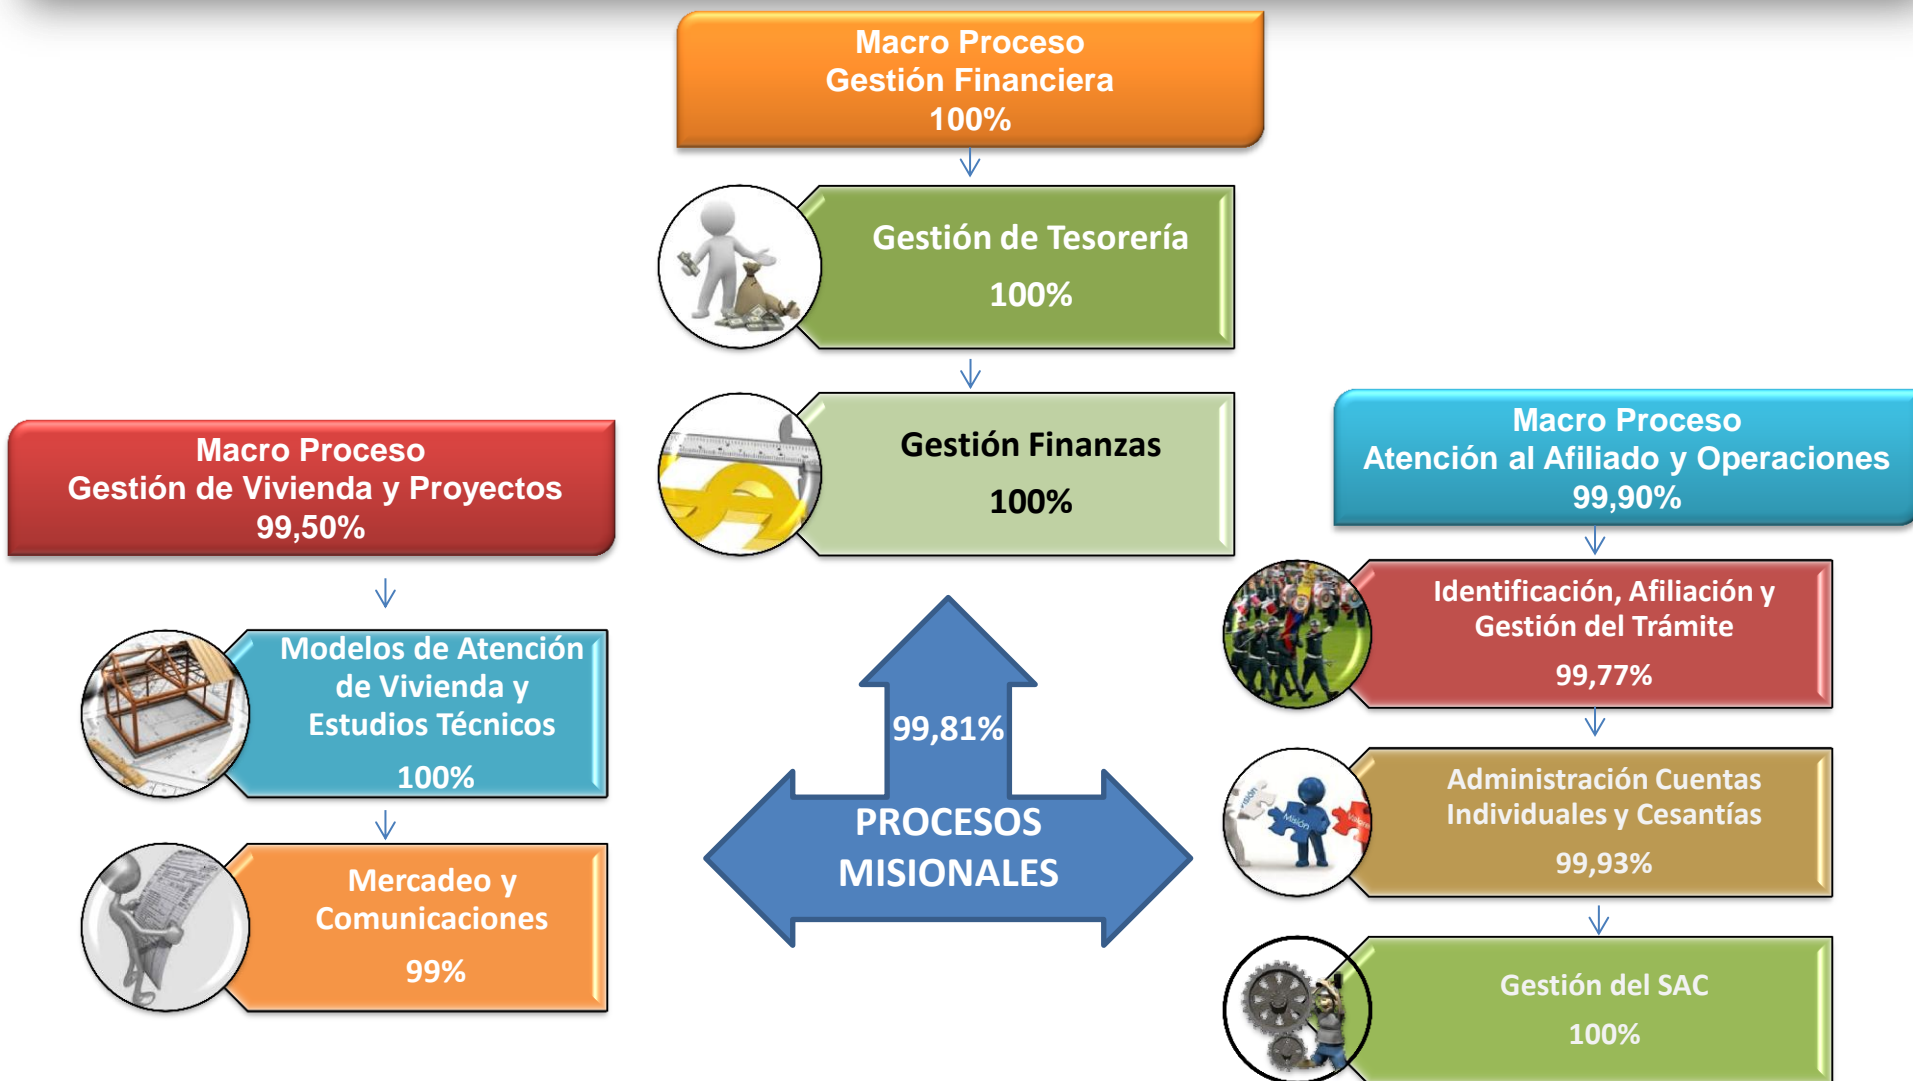 Macro Proceso
Gestión Financiera
100%
Gestión de Tesorería
100%
Gestión Finanzas
100%
Macro Proceso
Gestión de Vivienda y Proyectos
99,50%
Modelos de Atención
de Vivienda y
Estudios Técnicos
100%
Mercadeo y
Comunicaciones
99%
99,81%
PROCESOS
MISIONALES
Macro Proceso
Atención al Afiliado y Operaciones
99,90%
Identificación, Afiliación y
Gestión del Trámite
99,77%
Administración Cuentas
Individuales y Cesantías
99,93%
Misión
Gestión del SAC
100%